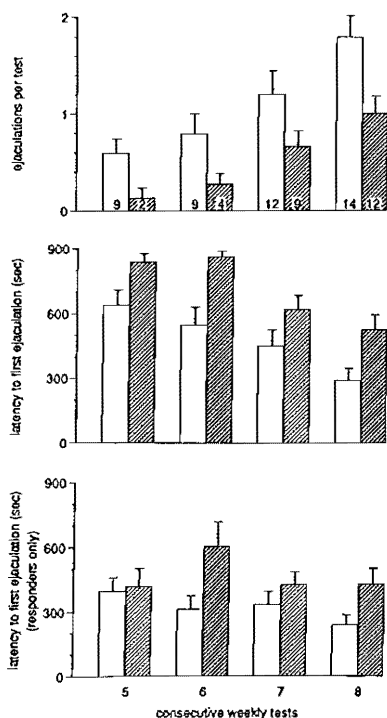 ejaculations per test
2
1
0
9 2 9 4 12 9 14 12
latency to first ejaculation (sec)
900
600
300
0
latency to first ejaculation (sec)
(responders only)
900
600
300
0
5 6 7 8
consecutive weekly tests